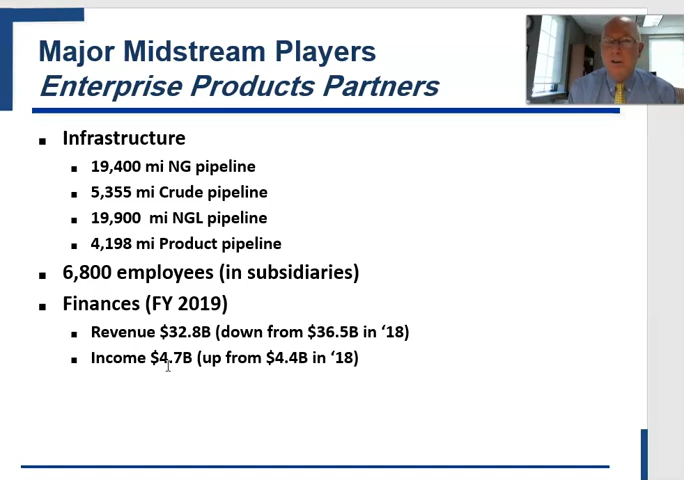 Major Midstream Players
Enterprise Products Partners
Infrastructure
19,400 mi NG pipeline
5,355 mi Crude pipeline
19,900 mi NGL pipeline
4,198 mi Product pipeline
6,800 employees (in subsidiaries)
Finances (FY 2019)
Revenue $32.8B (down from $36.5B in ‘18)
Income $4.7B (up from $4.4B in ‘18)